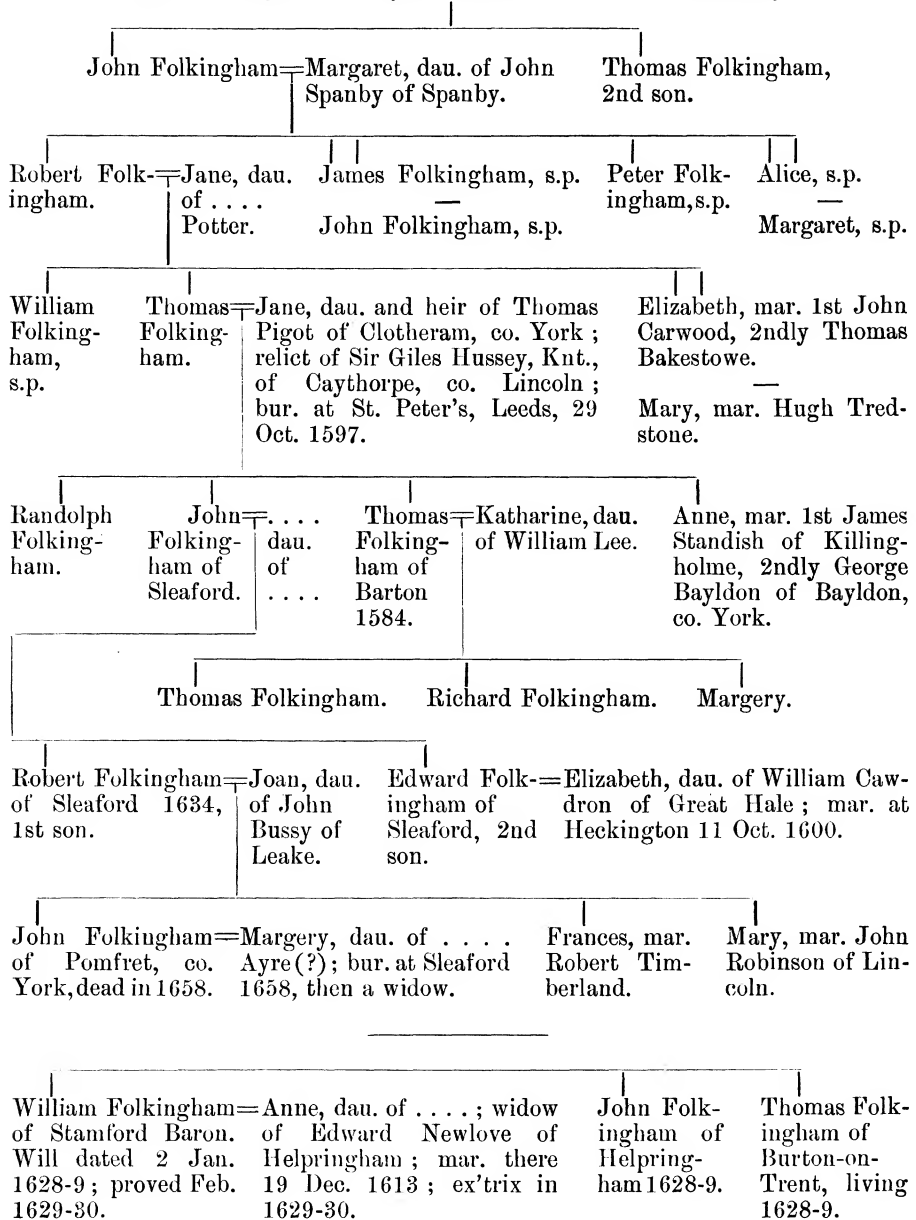 John Folkingham=Margaret, dau. of John
Spanby of Spanby.
Thomas Folkingham,
2nd son.
Robert Folk-
ingham.
=Jane, dau.
of . . . .
Potter.
James Folkingham, s.p.
—
John Folkingham, s.p.
Peter Folk-
ingham, s.p.
Alice, s.p.
—
Margaret, s.p.
William
Folking-
ham,
s.p.
Thomas
Folking-
ham.
=Jane, dau. and heir of Thomas
Pigot of Clotheram, co. York ;
relict of Sir Giles Hussey, Knt.,
of Caythorpe, co. Lincoln ;
bur. at St. Peter's, Leeds, 29
Oct. 1597.
Elizabeth, mar. 1st John
Carwood, 2ndly Thomas
Bakestowe.
—
Mary, mar. Hugh Tred-
stone.
Randolph
Folking-
ham.
John
Folking-
ham of
Sleaford.
=. . . .
dau.
of
. . . .
Thomas
Folking-
ham of
Barton
1584.
=Katharine, dau.
of William Lee.
Anne, mar. 1st James
Standish of Killing-
holme, 2ndly George
Bayldon of Bayldon,
co. York.
Thomas Folkingham.
Richard Folkingham.
Margery.
Robert Folkingham
of Sleaford 1634,
1st son.
=Joan, dau.
of John
Bussy of
Leake.
Edward Folk-
ingham of
Sleaford, 2nd
son.
=Elizabeth, dau. of William Caw-
dron of Great Hale ; mar. at
Heckington 11 Oct. 1600.
John Folkingham
of Pomfret, co.
York, dead in 1658.
=Margery, dau. of . . . .
Ayre (?) ; bur. at Sleaford
1658, then a widow.
Frances, mar.
Robert Tim-
berland.
Mary, mar. John
Robinson of Lin-
coln.
William Folkingham
of Stamford Baron.
Will dated 2 Jan.
1628-9 ; proved Feb.
1629-30.
=Anne, dau. of . . . . ; widow
of Edward Newlove of
Helpringham ; mar. there
19 Dec. 1613 ; ex'trix in
1629-30.
John Folk-
ingham of
Helpring-
ham 1628-9.
Thomas Folk-
ingham of
Burton-on-
Trent, living
1628-9.